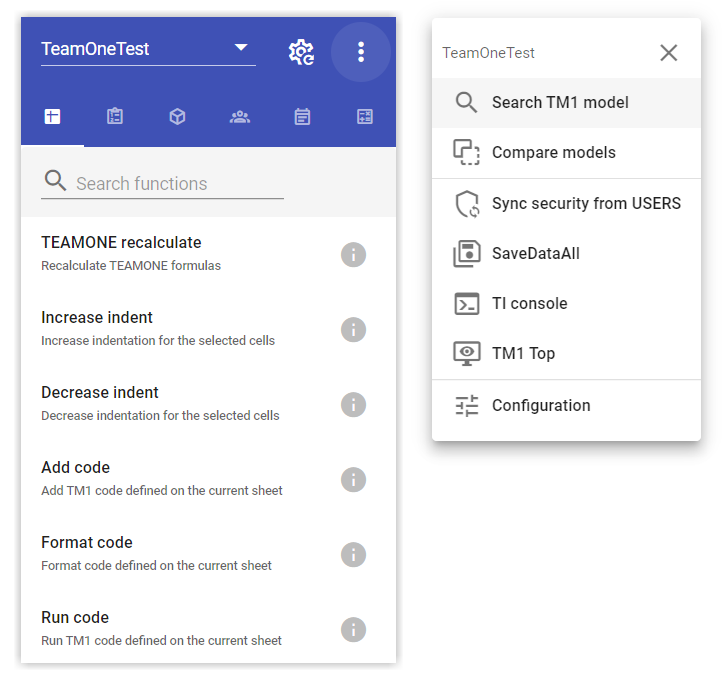 TeamOneTest
Search functions
TEAMONE recalculate
Recalculate TEAMONE formulas
Increase indent
Increase indentation for the selected cells
Decrease indent
Decrease indentation for the selected cells
Add code
Add TM1 code defined on the current sheet
Format code
Format code defined on the current sheet
Run code
Run TM1 code defined on the current sheet
TeamOneTest
Search TM1 model
Compare models
Sync security from USERS
SaveDataAll
TI console
TM1 Top
Configuration